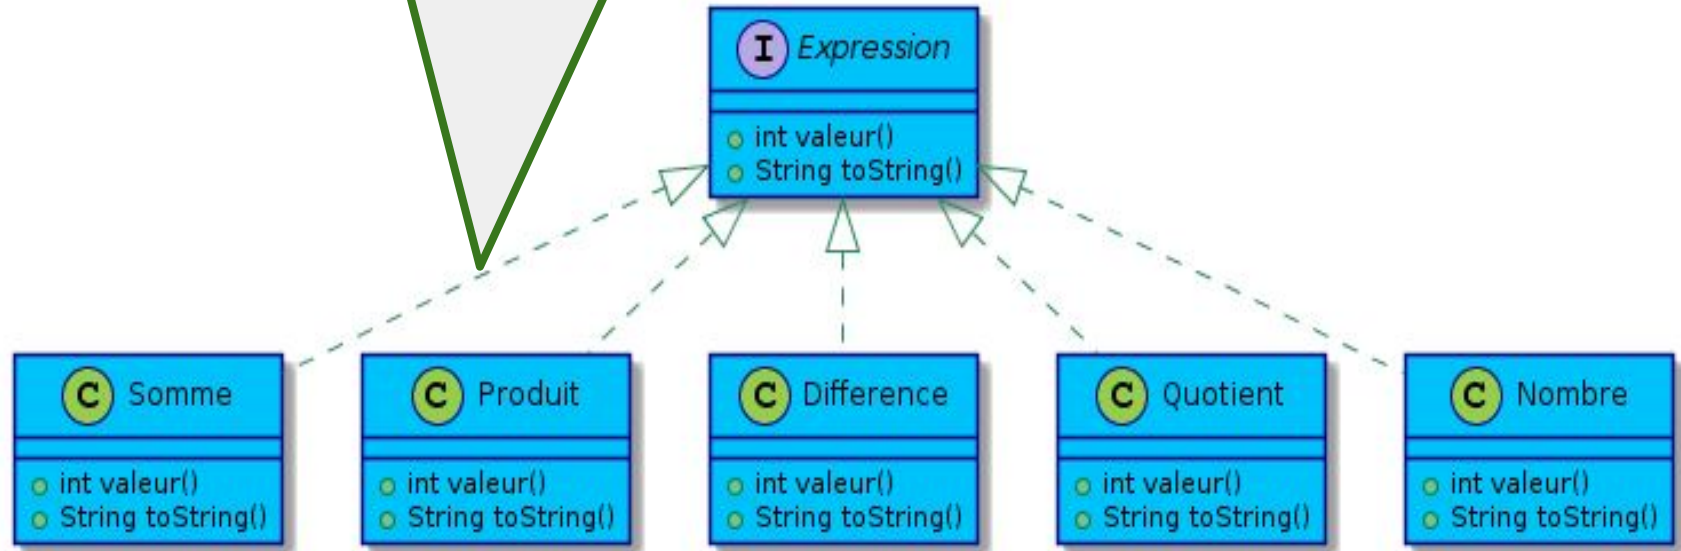 I Expression
int valeur()
String toString()
C Somme
int valeur()
String toString()
C Produit
int valeur()
String toString()
C Difference
int valeur()
String toString()
C Quotient
int valeur()
String toString()
C Nombre
int valeur()
String toString()